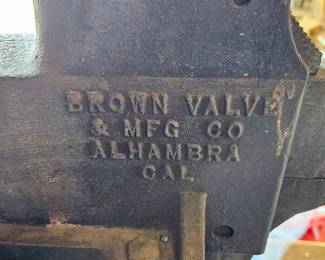 BROWN VALVE
& MFG CO
ALHAMBRA
CAL